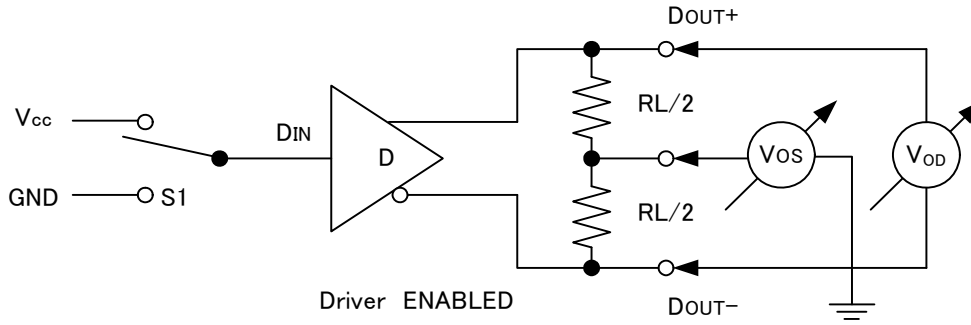 DOUT+
Vcc
DIN
RL/2
D
VOS
VOD
GND
S1
RL/2
Driver ENABLED
DOUT−